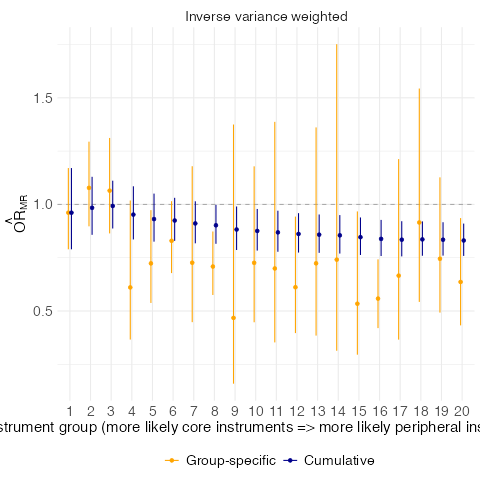 Inverse variance weighted
ÔR_MR
1.5
1.0
0.5
1 2 3 4 5 6 7 8 9 10 11 12 13 14 15 16 17 18 19 20
strument group (more likely core instruments => more likely peripheral ins
Group-specific Cumulative